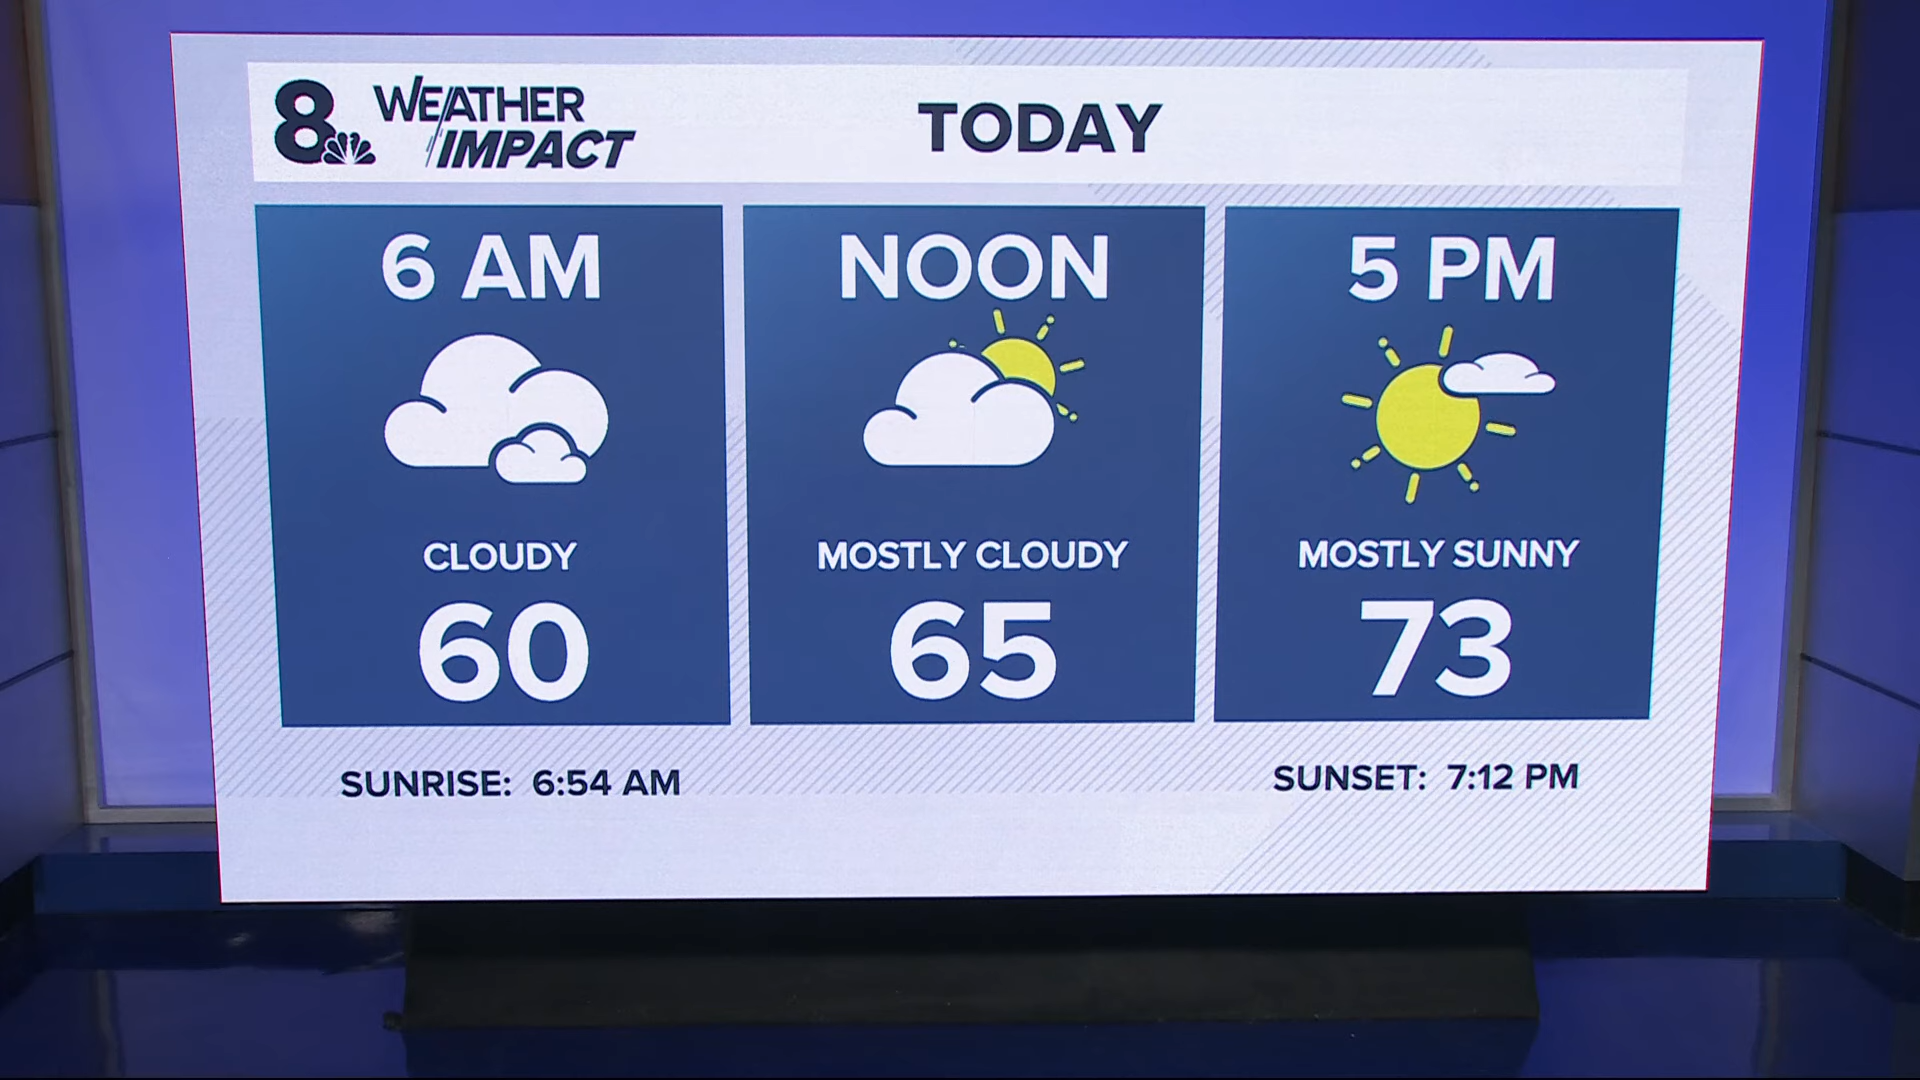 8 WEATHER
IMPACT
TODAY
6 AM
CLOUDY
60
NOON
MOSTLY CLOUDY
65
5 PM
MOSTLY SUNNY
73
SUNRISE: 6:54 AM
SUNSET: 7:12 PM